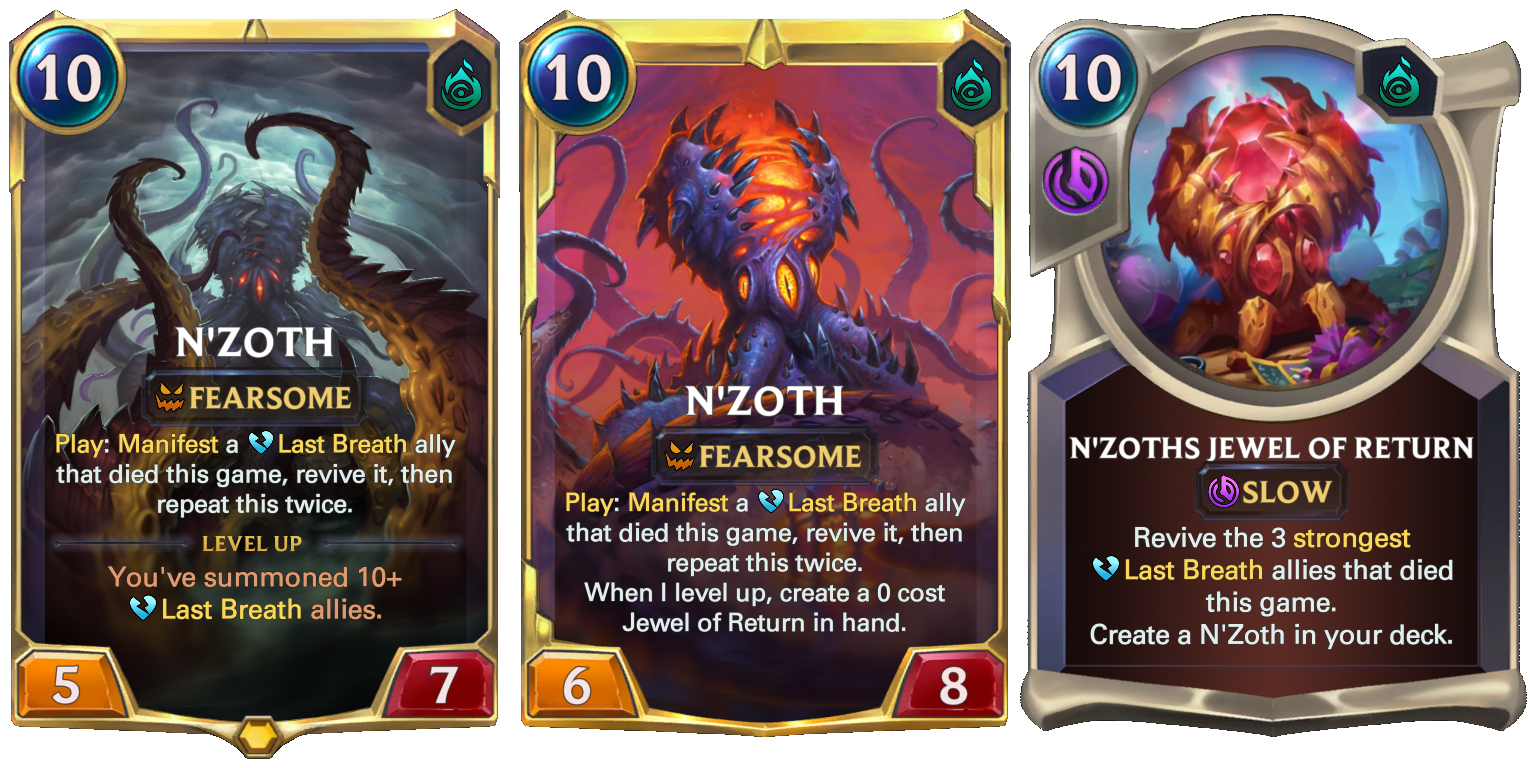 10
N'ZOTH
FEARSOME
Play: Manifest a Last Breath ally
that died this game, revive it, then
repeat this twice.
LEVEL UP
You've summoned 10+
Last Breath allies.
5
7
10
N'ZOTH
FEARSOME
Play: Manifest a Last Breath ally
that died this game, revive it, then
repeat this twice.
When I level up, create a 0 cost
Jewel of Return in hand.
6
8
10
N'ZOTHS JEWEL OF RETURN
SLOW
Revive the 3 strongest
Last Breath allies that died
this game.
Create a N'Zoth in your deck.